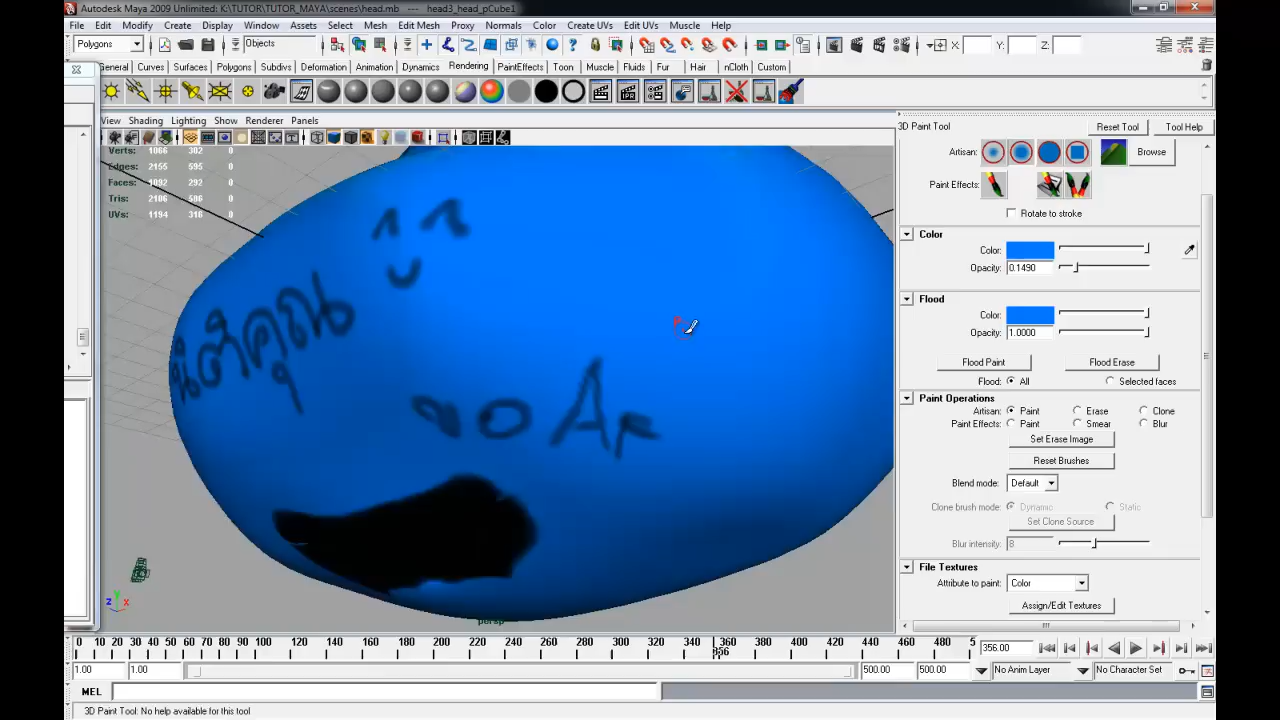 Autodesk Maya 2009 Unlimited: K:\TUTOR\TUTOR_MAYA\scenes\head.mb --- head3_head_pCube1
File Edit Modify Create Display Window Assets Select Mesh Edit Mesh Proxy Normals Color Create UVs Edit UVs Muscle Help
Polygons Objects X: Y: Z:
General Curves Surfaces Polygons Subdivs Deformation Animation Dynamics Rendering PaintEffects Toon Muscle Fluids Fur Hair nCloth Custom
View Shading Lighting Show Renderer Panels
Verts: 1066 302 0
Edges: 2155 595 0
Faces: 1092 292 0
Tris: 2106 586 0
UVs: 1194 316 0
persp
3D Paint Tool Reset Tool Tool Help
Artisan: Browse
Paint Effects:
Rotate to stroke
Color
Color:
Opacity: 0.1490
Flood
Color:
Opacity: 1.0000
Flood Paint Flood Erase
Flood: All Selected faces
Paint Operations
Artisan: Paint Erase Clone
Paint Effects: Paint Smear Blur
Set Erase Image
Reset Brushes
Blend mode: Default
Clone brush mode: Dynamic Static
Set Clone Source
Blur intensity: 8
File Textures
Attribute to paint: Color
Assign/Edit Textures
0 10 20 30 40 50 60 70 80 90 100 120 140 160 180 200 220 240 260 280 300 320 340 360 380 400 420 440 460 480 5 356.00
356
1.00 1.00 500.00 500.00 No Anim Layer No Character Set
MEL
3D Paint Tool: No help available for this tool